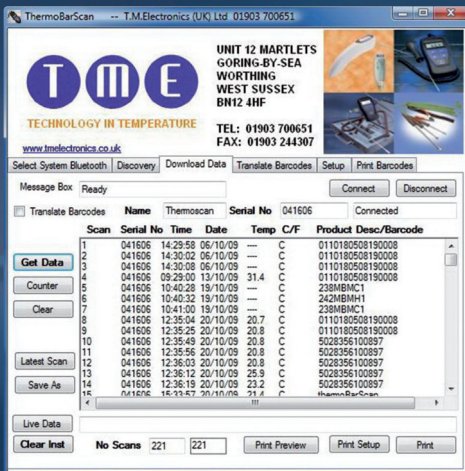 ThermoBarScan -- T.M.Electronics (UK) Ltd 01903 700651
TME
TECHNOLOGY IN TEMPERATURE
www.tmelectronics.co.uk
UNIT 12 MARTLETS
GORING-BY-SEA
WORTHING
WEST SUSSEX
BN12 4HF
TEL: 01903 700651
FAX: 01903 244307
Select System Bluetooth Discovery Download Data Translate Barcodes Setup Print Barcodes
Message Box Ready Connect Disconnect
Translate Barcodes Name Thermoscan Serial No 041606 Connected
Scan Serial No Time Date Temp C/F Product Desc/Barcode
1 041606 14:29:58 06/10/09 ---- C 0110180508190008
2 041606 14:30:02 06/10/09 ---- C 0110180508190008
3 041606 14:30:08 06/10/09 ---- C 0110180508190008
4 041606 09:29:00 13/10/09 31.4 C 0110180508190008
5 041606 10:40:28 19/10/09 ---- C 238MBMC1
6 041606 10:40:32 19/10/09 ---- C 242MBMH1
7 041606 10:41:00 19/10/09 ---- C 238MBMC1
8 041606 12:35:04 20/10/09 20.7 C 0110180508190008
9 041606 12:35:25 20/10/09 20.8 C 0110180508190008
10 041606 12:35:49 20/10/09 20.8 C 5028356100897
11 041606 12:35:56 20/10/09 20.8 C 5028356100897
12 041606 12:36:03 20/10/09 20.8 C 5028356100897
13 041606 12:36:12 20/10/09 25.9 C 5028356100897
14 041606 12:36:19 20/10/09 23.2 C 5028356100897
15 041606 15:33:57 20/10/09 21.4 C thermoBarScan
Get Data
Counter
Clear
Latest Scan
Save As
Live Data
Clear Inst No Scans 221 221 Print Preview Print Setup Print